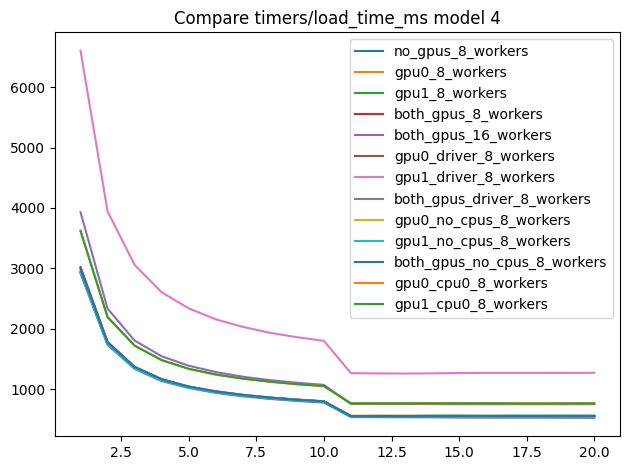 Compare timers/load_time_ms model 4
no_gpus_8_workers
gpu0_8_workers
gpu1_8_workers
both_gpus_8_workers
both_gpus_16_workers
gpu0_driver_8_workers
gpu1_driver_8_workers
both_gpus_driver_8_workers
gpu0_no_cpus_8_workers
gpu1_no_cpus_8_workers
both_gpus_no_cpus_8_workers
gpu0_cpu0_8_workers
gpu1_cpu0_8_workers
6000
5000
4000
3000
2000
1000
2.5 5.0 7.5 10.0 12.5 15.0 17.5 20.0